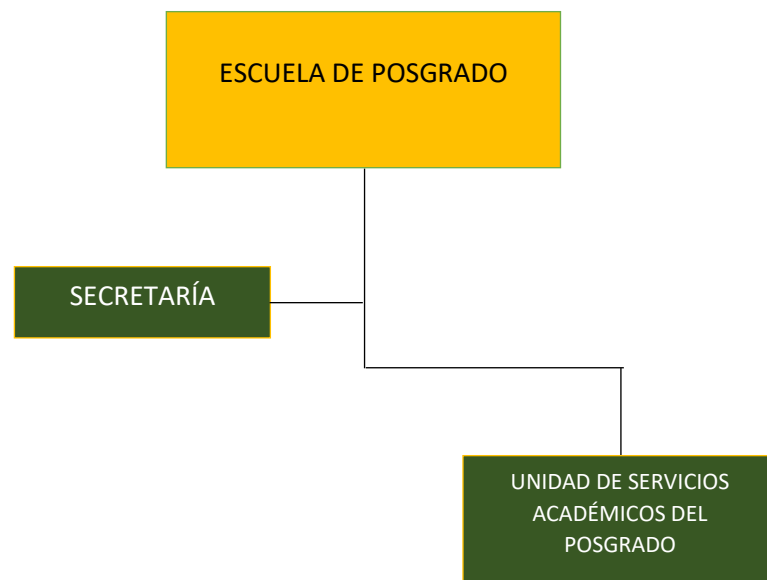 ESCUELA DE POSGRADO
SECRETARÍA
UNIDAD DE SERVICIOS
ACADÉMICOS DEL
POSGRADO